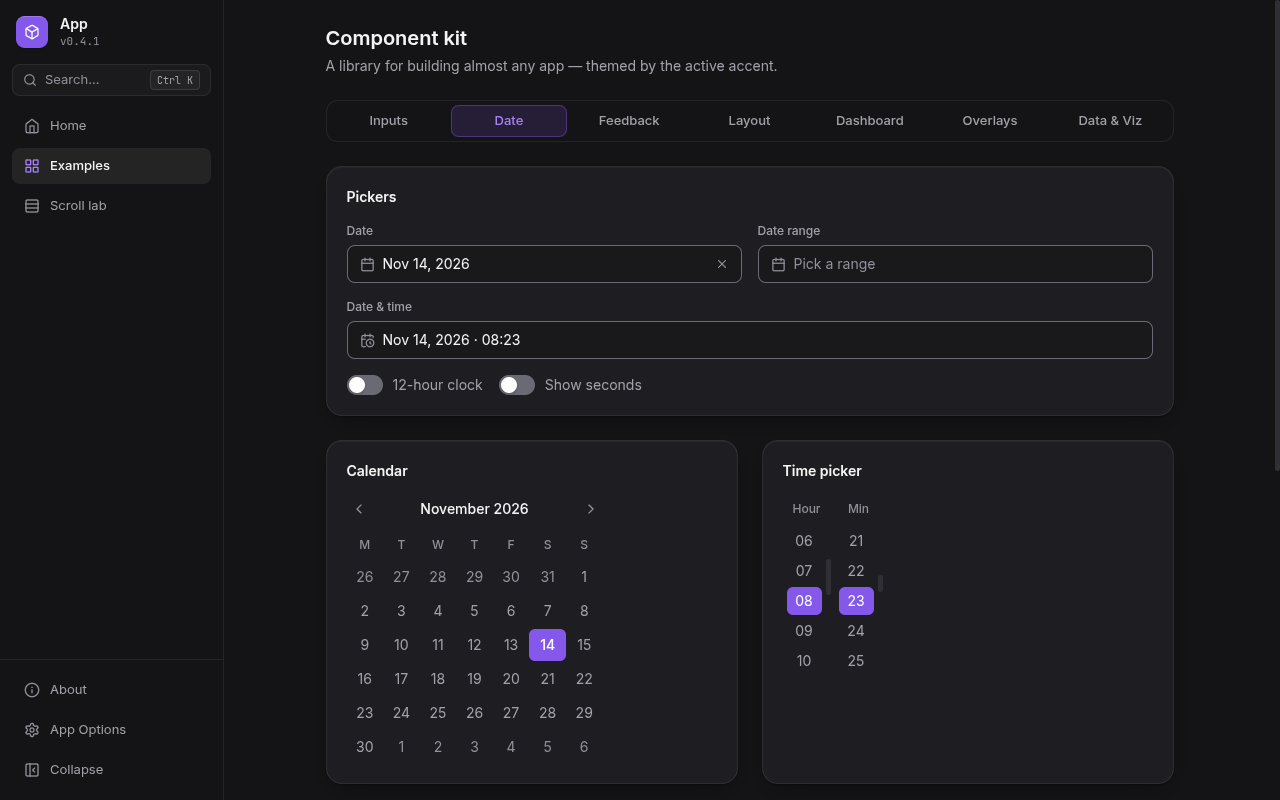 App
v0.4.1
Search...
Ctrl K
Home
Examples
Scroll lab
About
App Options
Collapse
Component kit
A library for building almost any app — themed by the active accent.
Inputs Date Feedback Layout Dashboard Overlays Data & Viz
Pickers
Date
Nov 14, 2026
Date range
Pick a range
Date & time
Nov 14, 2026 · 08:23
12-hour clock Show seconds
Calendar
November 2026
M T W T F S S
26 27 28 29 30 31 1
2 3 4 5 6 7 8
9 10 11 12 13 14 15
16 17 18 19 20 21 22
23 24 25 26 27 28 29
30 1 2 3 4 5 6
Time picker
Hour Min
06 21
07 22
08 23
09 24
10 25